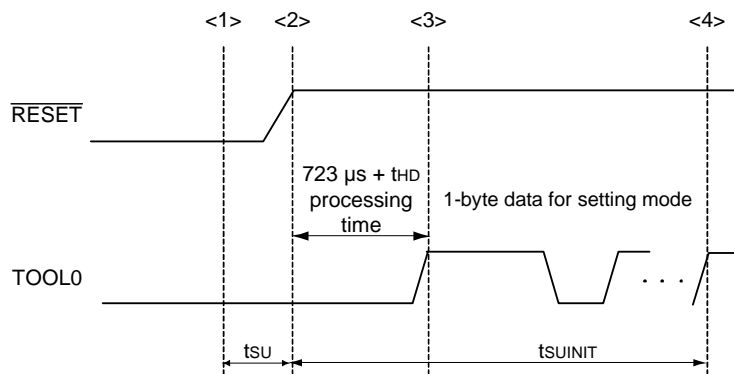 <1> <2> <3> <4>
RESET
723 µs + tHD
processing
time
1-byte data for setting mode
TOOL0
. . .
tSU
tSUINIT